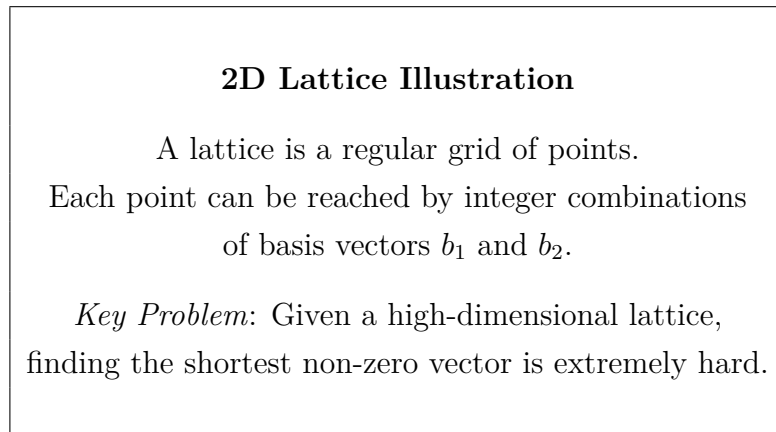 2D Lattice Illustration
A lattice is a regular grid of points.
Each point can be reached by integer combinations
of basis vectors b₁ and b₂.
Key Problem: Given a high-dimensional lattice,
finding the shortest non-zero vector is extremely hard.